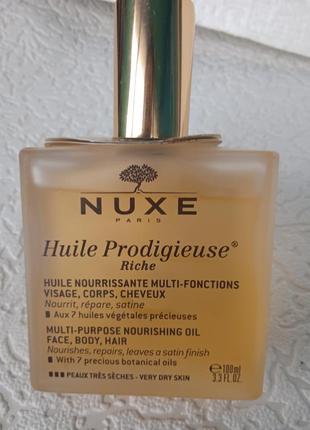 NUXE
PARIS
Huile Prodigieuse®
Riche
HUILE NOURRISSANTE MULTI-FONCTIONS
VISAGE, CORPS, CHEVEUX
Nourrit, répare, satine
■ Aux 7 huiles végétales précieuses
MULTI-PURPOSE NOURISHING OIL
FACE, BODY, HAIR
Nourishes, repairs, leaves a satin finish
■ With 7 precious botanical oils
■■■ PEAUX TRÈS SÈCHES - VERY DRY SKIN
℮100ml
3.3 FL.OZ.